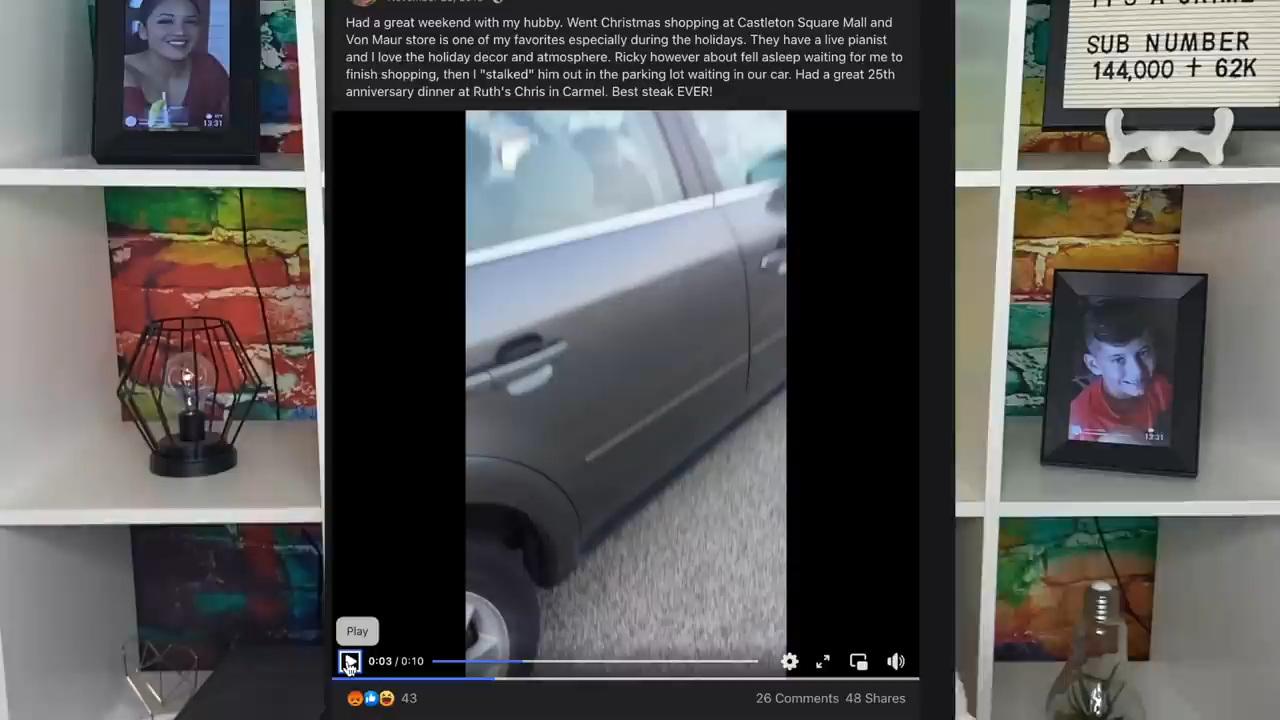 Had a great weekend with my hubby. Went Christmas shopping at Castleton Square Mall and
Von Maur store is one of my favorites especially during the holidays. They have a live pianist
and I love the holiday decor and atmosphere. Ricky however about fell asleep waiting for me to
finish shopping, then I "stalked" him out in the parking lot waiting in our car. Had a great 25th
anniversary dinner at Ruth's Chris in Carmel. Best steak EVER!
SUB NUMBER
144,000 + 62K
13:31
13:31
Play
0:03 / 0:10
43
26 Comments 48 Shares